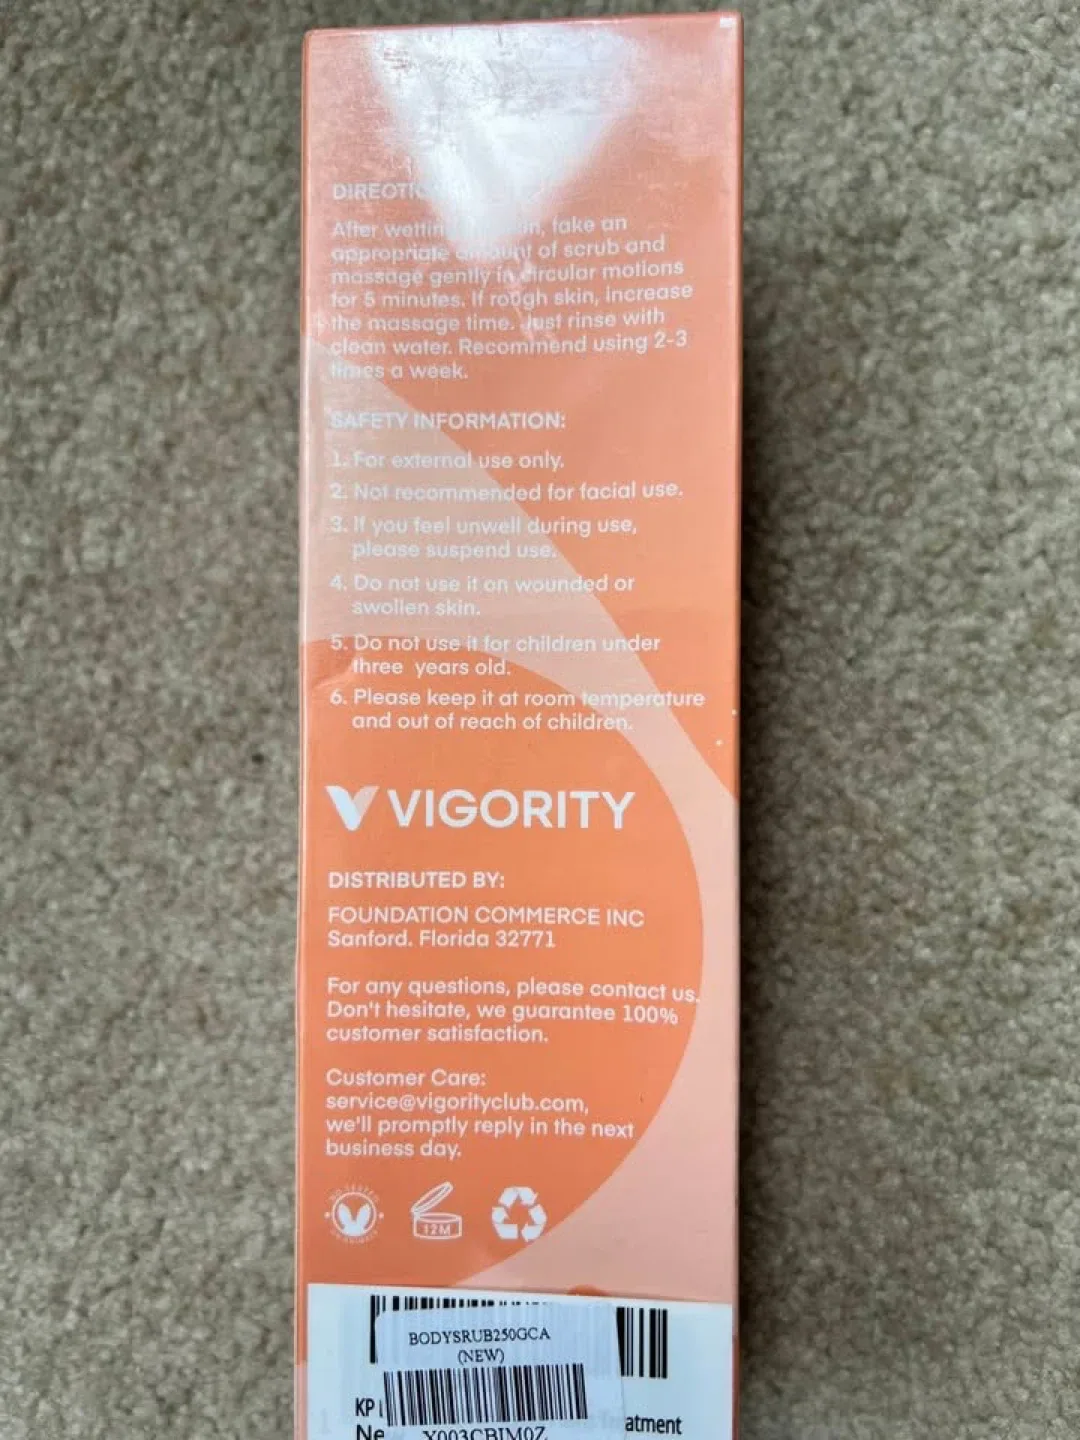 After wetting skin, take an
appropriate amount of scrub and
massage gently in circular motions
for 5 minutes. If rough skin, increase
the massage time. Just rinse with
clean water. Recommend using 2-3
times a week.
SAFETY INFORMATION:
1. For external use only.
2. Not recommended for facial use.
3. If you feel unwell during use,
please suspend use.
4. Do not use it on wounded or
swollen skin.
5. Do not use it for children under
three years old.
6. Please keep it at room temperature
and out of reach of children.
VIGORITY
DISTRIBUTED BY:
FOUNDATION COMMERCE INC
Sanford. Florida 32771
For any questions, please contact us.
Don't hesitate, we guarantee 100%
customer satisfaction.
Customer Care:
service@vigorityclub.com,
we'll promptly reply in the next
business day.
12M
BODYSRUB250GCA
(NEW)
KP